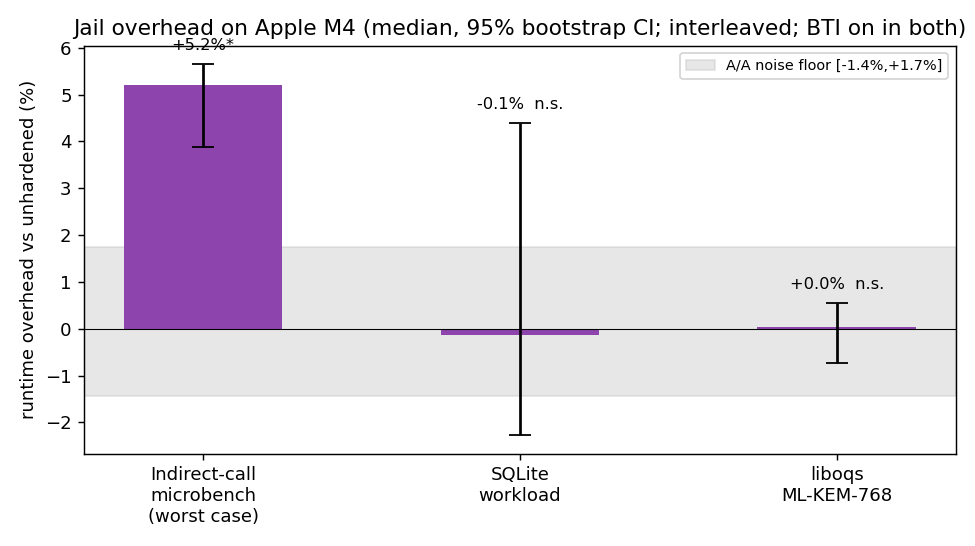 Jail overhead on Apple M4 (median, 95% bootstrap CI; interleaved; BTI on in both)
+5.2%*
A/A noise floor [-1.4%,+1.7%]
-0.1%  n.s.
+0.0%  n.s.
runtime overhead vs unhardened (%)
6
5
4
3
2
1
0
−1
−2
Indirect-call
microbench
(worst case)
SQLite
workload
liboqs
ML-KEM-768